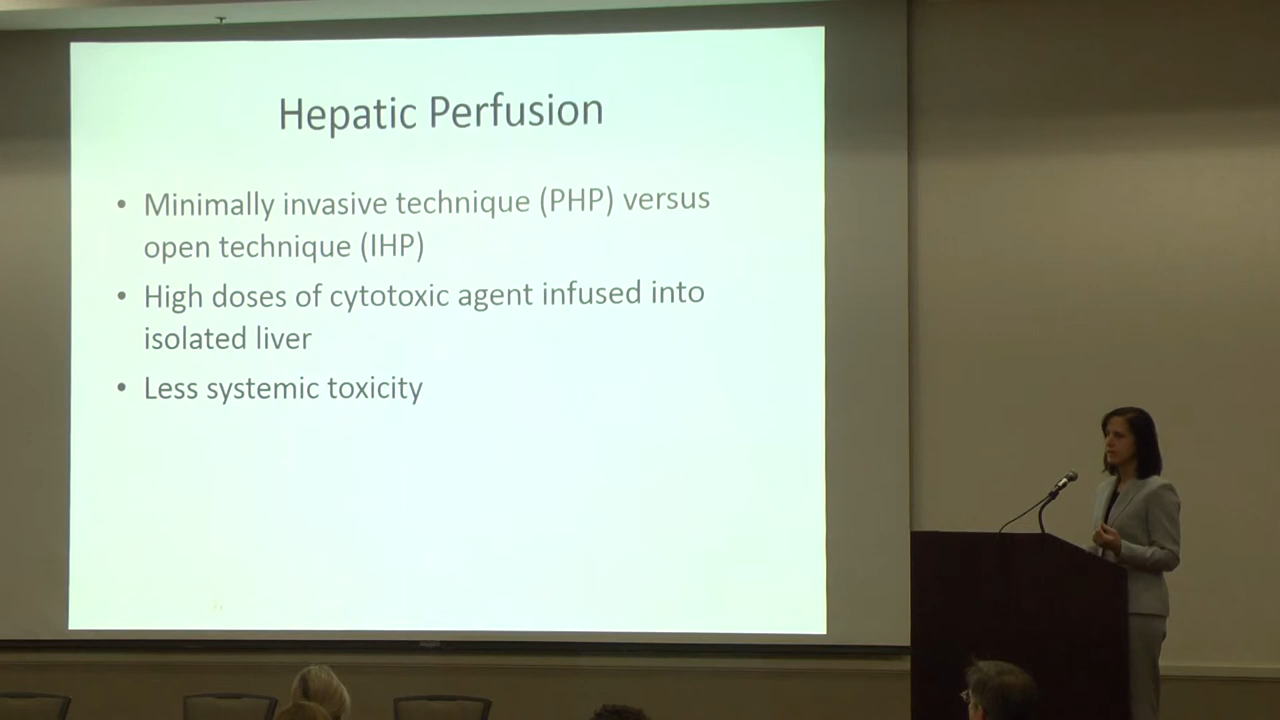 Hepatic Perfusion
• Minimally invasive technique (PHP) versus
open technique (IHP)
• High doses of cytotoxic agent infused into
isolated liver
• Less systemic toxicity